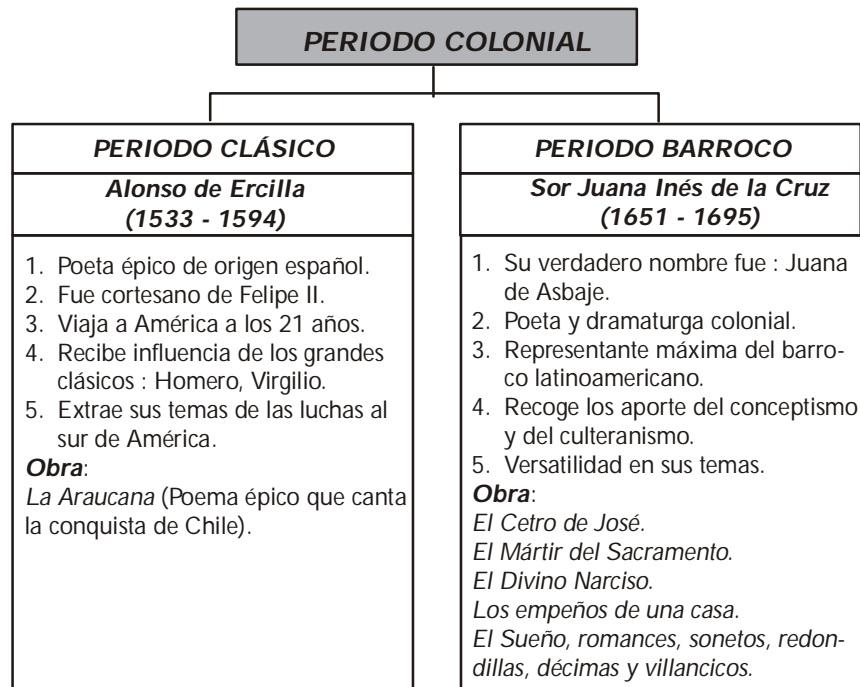 PERIODO COLONIAL
PERIODO CLÁSICO
Alonso de Ercilla
(1533 - 1594)
1. Poeta épico de origen español.
2. Fue cortesano de Felipe II.
3. Viaja a América a los 21 años.
4. Recibe influencia de los grandes
clásicos : Homero, Virgilio.
5. Extrae sus temas de las luchas al
sur de América.
Obra:
La Araucana (Poema épico que canta
la conquista de Chile).
PERIODO BARROCO
Sor Juana Inés de la Cruz
(1651 - 1695)
1. Su verdadero nombre fue : Juana
de Asbaje.
2. Poeta y dramaturga colonial.
3. Representante máxima del barro-
co latinoamericano.
4. Recoge los aporte del conceptismo
y del culteranismo.
5. Versatilidad en sus temas.
Obra:
El Cetro de José.
El Mártir del Sacramento.
El Divino Narciso.
Los empeños de una casa.
El Sueño, romances, sonetos, redon-
dillas, décimas y villancicos.